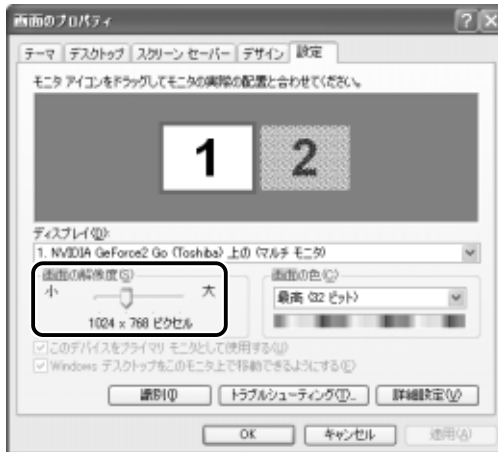 画面のプロパティ
テーマ デスクトップ スクリーン セーバー デザイン 設定
モニタ アイコンをドラッグしてモニタの実際の配置と合わせてください。
1 2
ディスプレイ(D):
1. NVIDIA GeForce2 Go (Toshiba) 上の (マルチ モニタ)
画面の解像度(S) 画面の色(C)
小 大 最高 (32 ビット)
1024 x 768 ピクセル
このデバイスをプライマリ モニタとして使用する(U)
Windows デスクトップをこのモニタ上で移動できるようにする(E)
識別(I) トラブルシューティング(T)... 詳細設定(V)
OK キャンセル 適用(A)